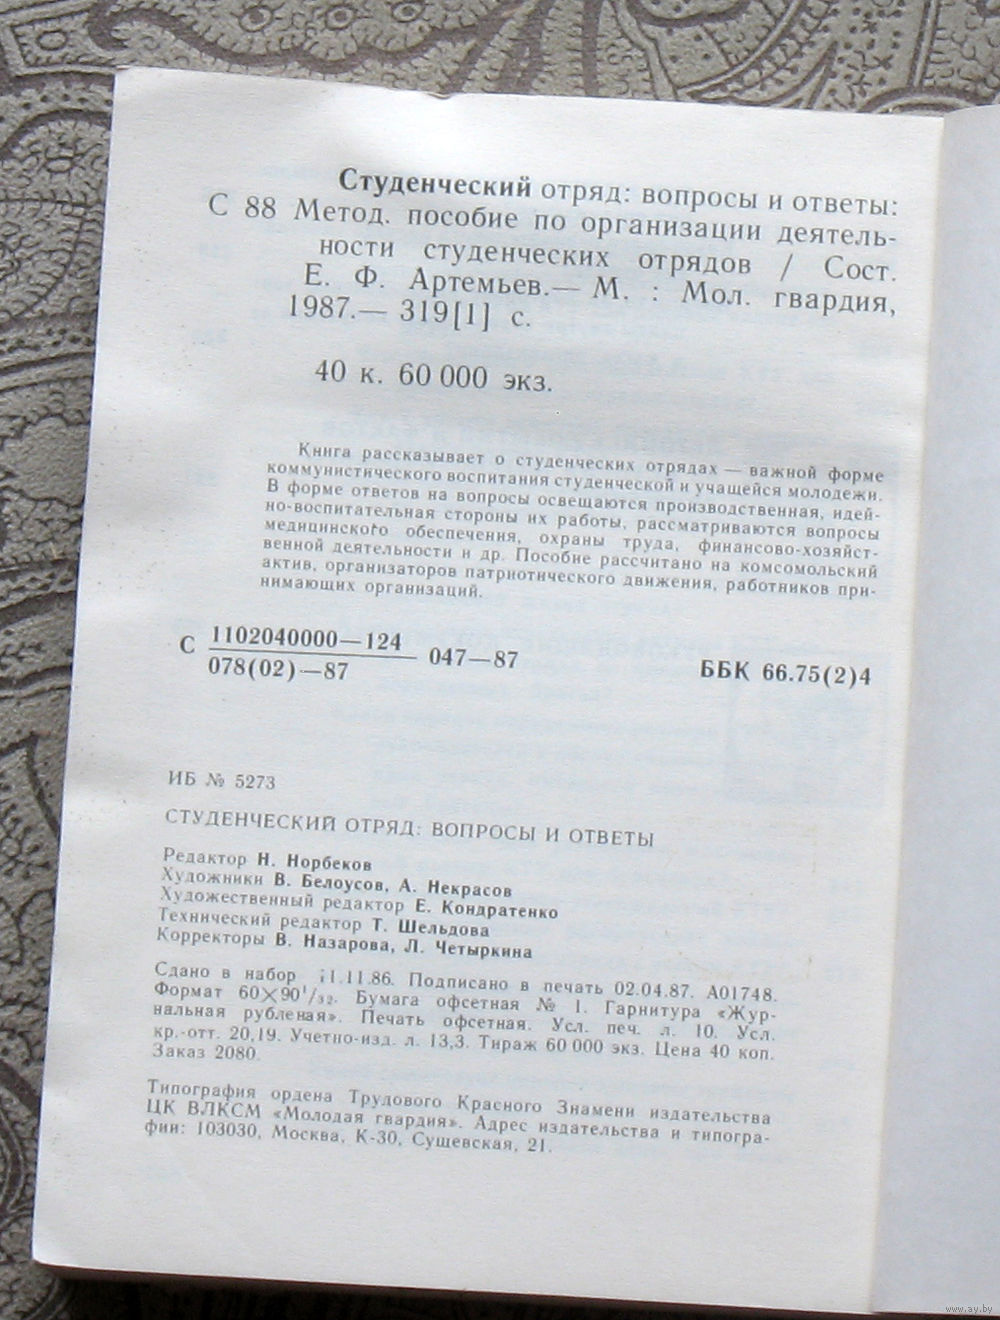 Студенческий отряд: вопросы и ответы:
С 88 Метод. пособие по организации деятель-
ности студенческих отрядов / Сост.
Е. Ф. Артемьев.— М. : Мол. гвардия,
1987.— 319[1] с.
40 к. 60 000 экз.
Книга рассказывает о студенческих отрядах — важной форме
коммунистического воспитания студенческой и учащейся молодежи.
В форме ответов на вопросы освещаются производственная, идей-
но-воспитательная стороны их работы, рассматриваются вопросы
медицинского обеспечения, охраны труда, финансово-хозяйст-
венной деятельности и др. Пособие рассчитано на комсомольский
актив, организаторов патриотического движения, работников при-
нимающих организаций.
С 1102040000—124
078(02)—87 047—87 ББК 66.75(2)4
ИБ № 5273
СТУДЕНЧЕСКИЙ ОТРЯД: ВОПРОСЫ И ОТВЕТЫ
Редактор Н. Норбеков
Художники В. Белоусов, А. Некрасов
Художественный редактор Е. Кондратенко
Технический редактор Т. Шельдова
Корректоры В. Назарова, Л. Четыркина
Сдано в набор 11.11.86. Подписано в печать 02.04.87. А01748.
Формат 60×90¹/₃₂. Бумага офсетная № 1. Гарнитура «Жур-
нальная рубленая». Печать офсетная. Усл. печ. л. 10. Усл.
кр.-отт. 20,19. Учетно-изд. л. 13,3. Тираж 60 000 экз. Цена 40 коп.
Заказ 2080.
Типография ордена Трудового Красного Знамени издательства
ЦК ВЛКСМ «Молодая гвардия». Адрес издательства и типогра-
фии: 103030, Москва, К-30, Сущевская, 21.
www.ay.by